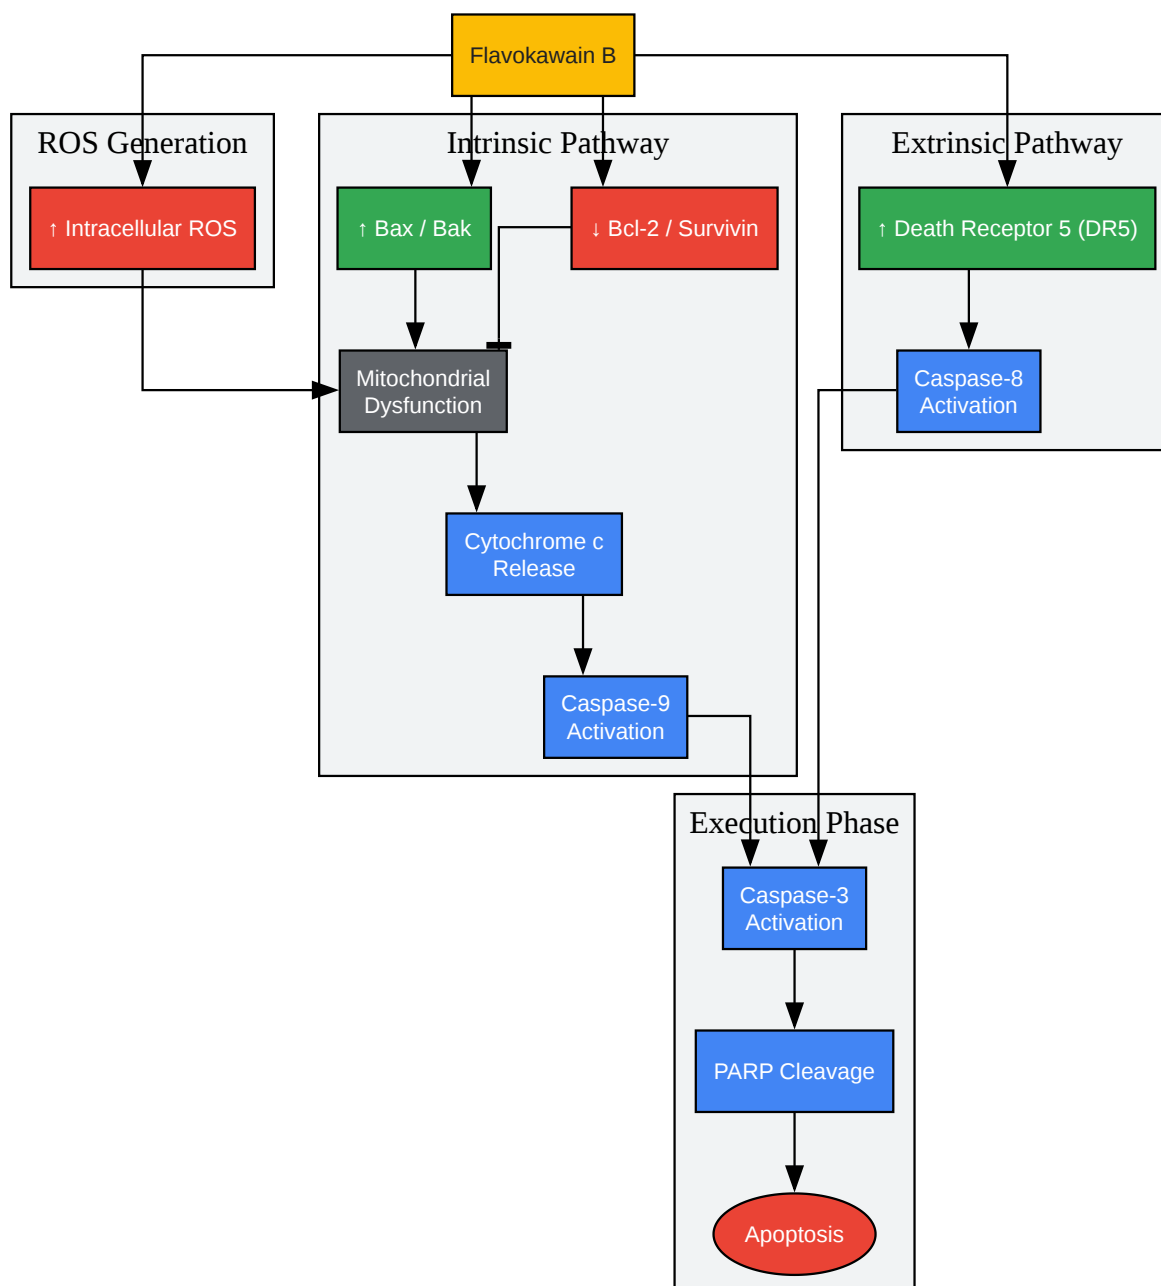 Flavokawain B
ROS Generation
Intrinsic Pathway
Extrinsic Pathway
↑ Intracellular ROS
↑ Bax / Bak
↓ Bcl-2 / Survivin
↑ Death Receptor 5 (DR5)
Mitochondrial
Dysfunction
Caspase-8
Activation
Cytochrome c
Release
Caspase-9
Activation
Execution Phase
Caspase-3
Activation
PARP Cleavage
Apoptosis